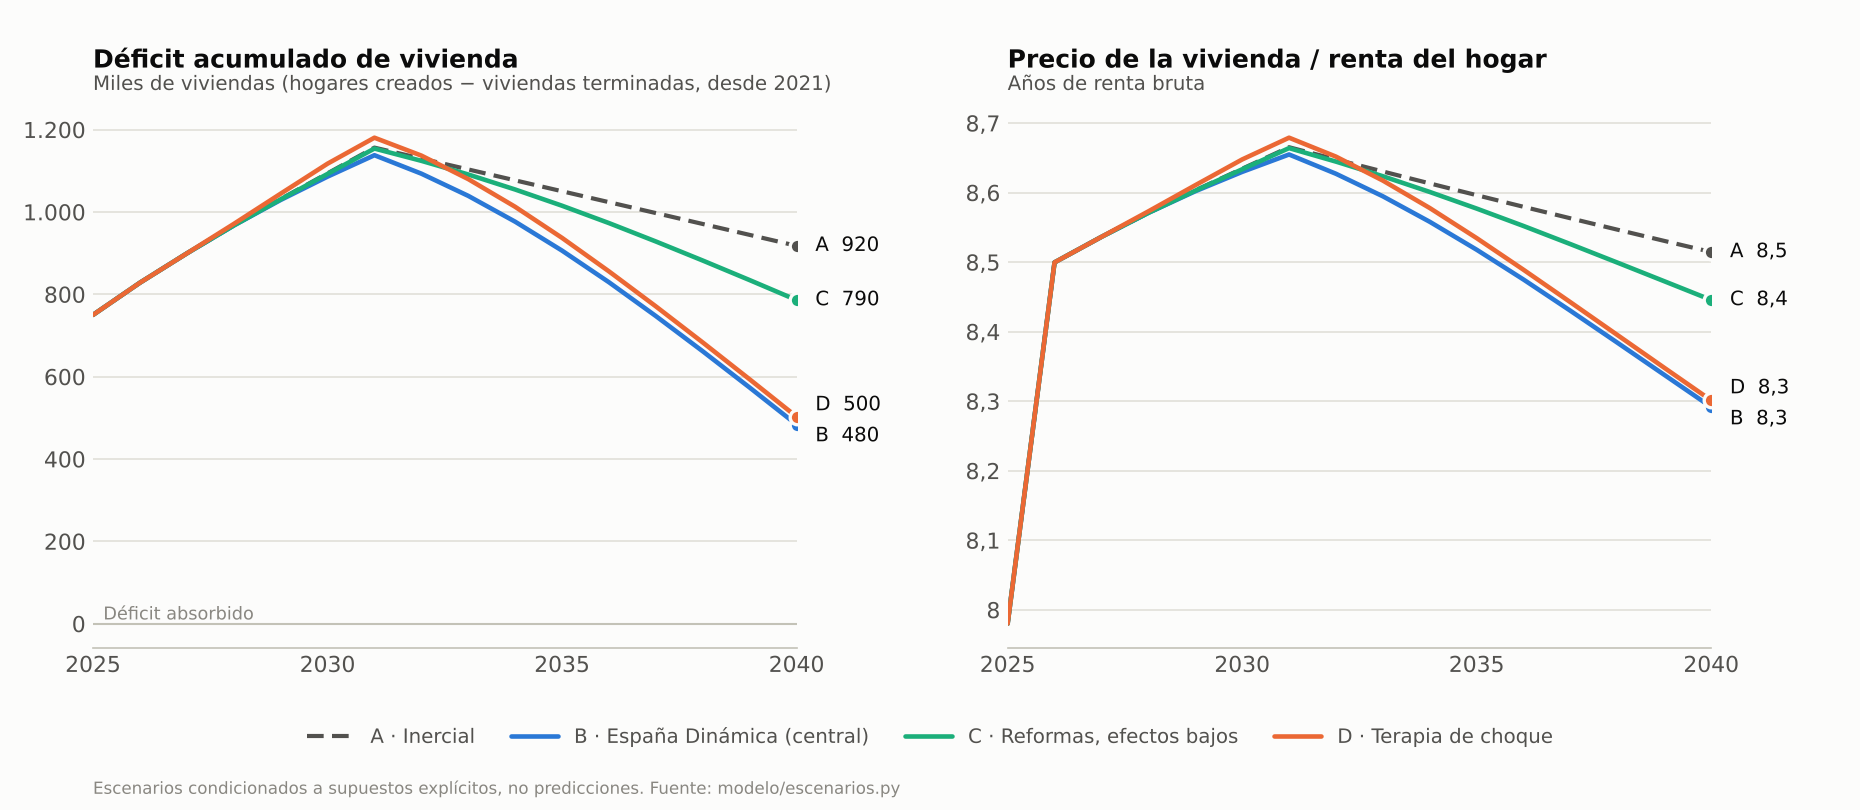 Déficit acumulado de vivienda
Miles de viviendas (hogares creados − viviendas terminadas, desde 2021)
1.200
1.000
800
600
400
200
0
Déficit absorbido
2025
2030
2035
2040
A 920
C 790
D 500
B 480
Precio de la vivienda / renta del hogar
Años de renta bruta
8,7
8,6
8,5
8,4
8,3
8,2
8,1
8
2025
2030
2035
2040
A 8,5
C 8,4
D 8,3
B 8,3
A · Inercial
B · España Dinámica (central)
C · Reformas, efectos bajos
D · Terapia de choque
Escenarios condicionados a supuestos explícitos, no predicciones. Fuente: modelo/escenarios.py